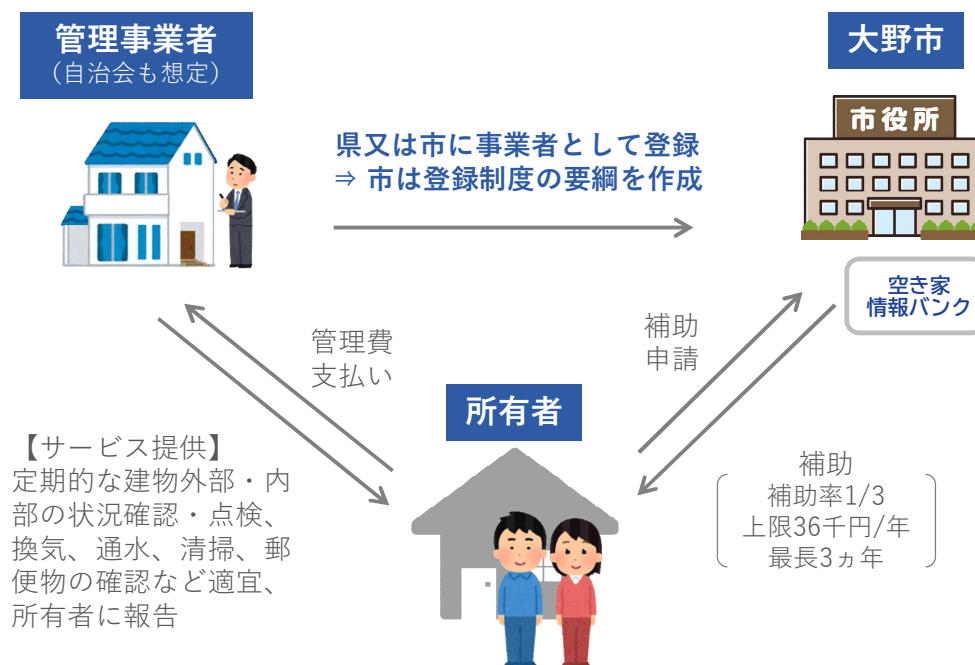 管理事業者
(自治会も想定)
大野市
市役所
県又は市に事業者として登録
⇒ 市は登録制度の要綱を作成
空き家
情報バンク
管理費
支払い
補助
申請
所有者
【サービス提供】
定期的な建物外部・内
部の状況確認・点検、
換気、通水、清掃、郵
便物の確認など適宜、
所有者に報告
補助
補助率1/3
上限36千円/年
最長3ヵ年